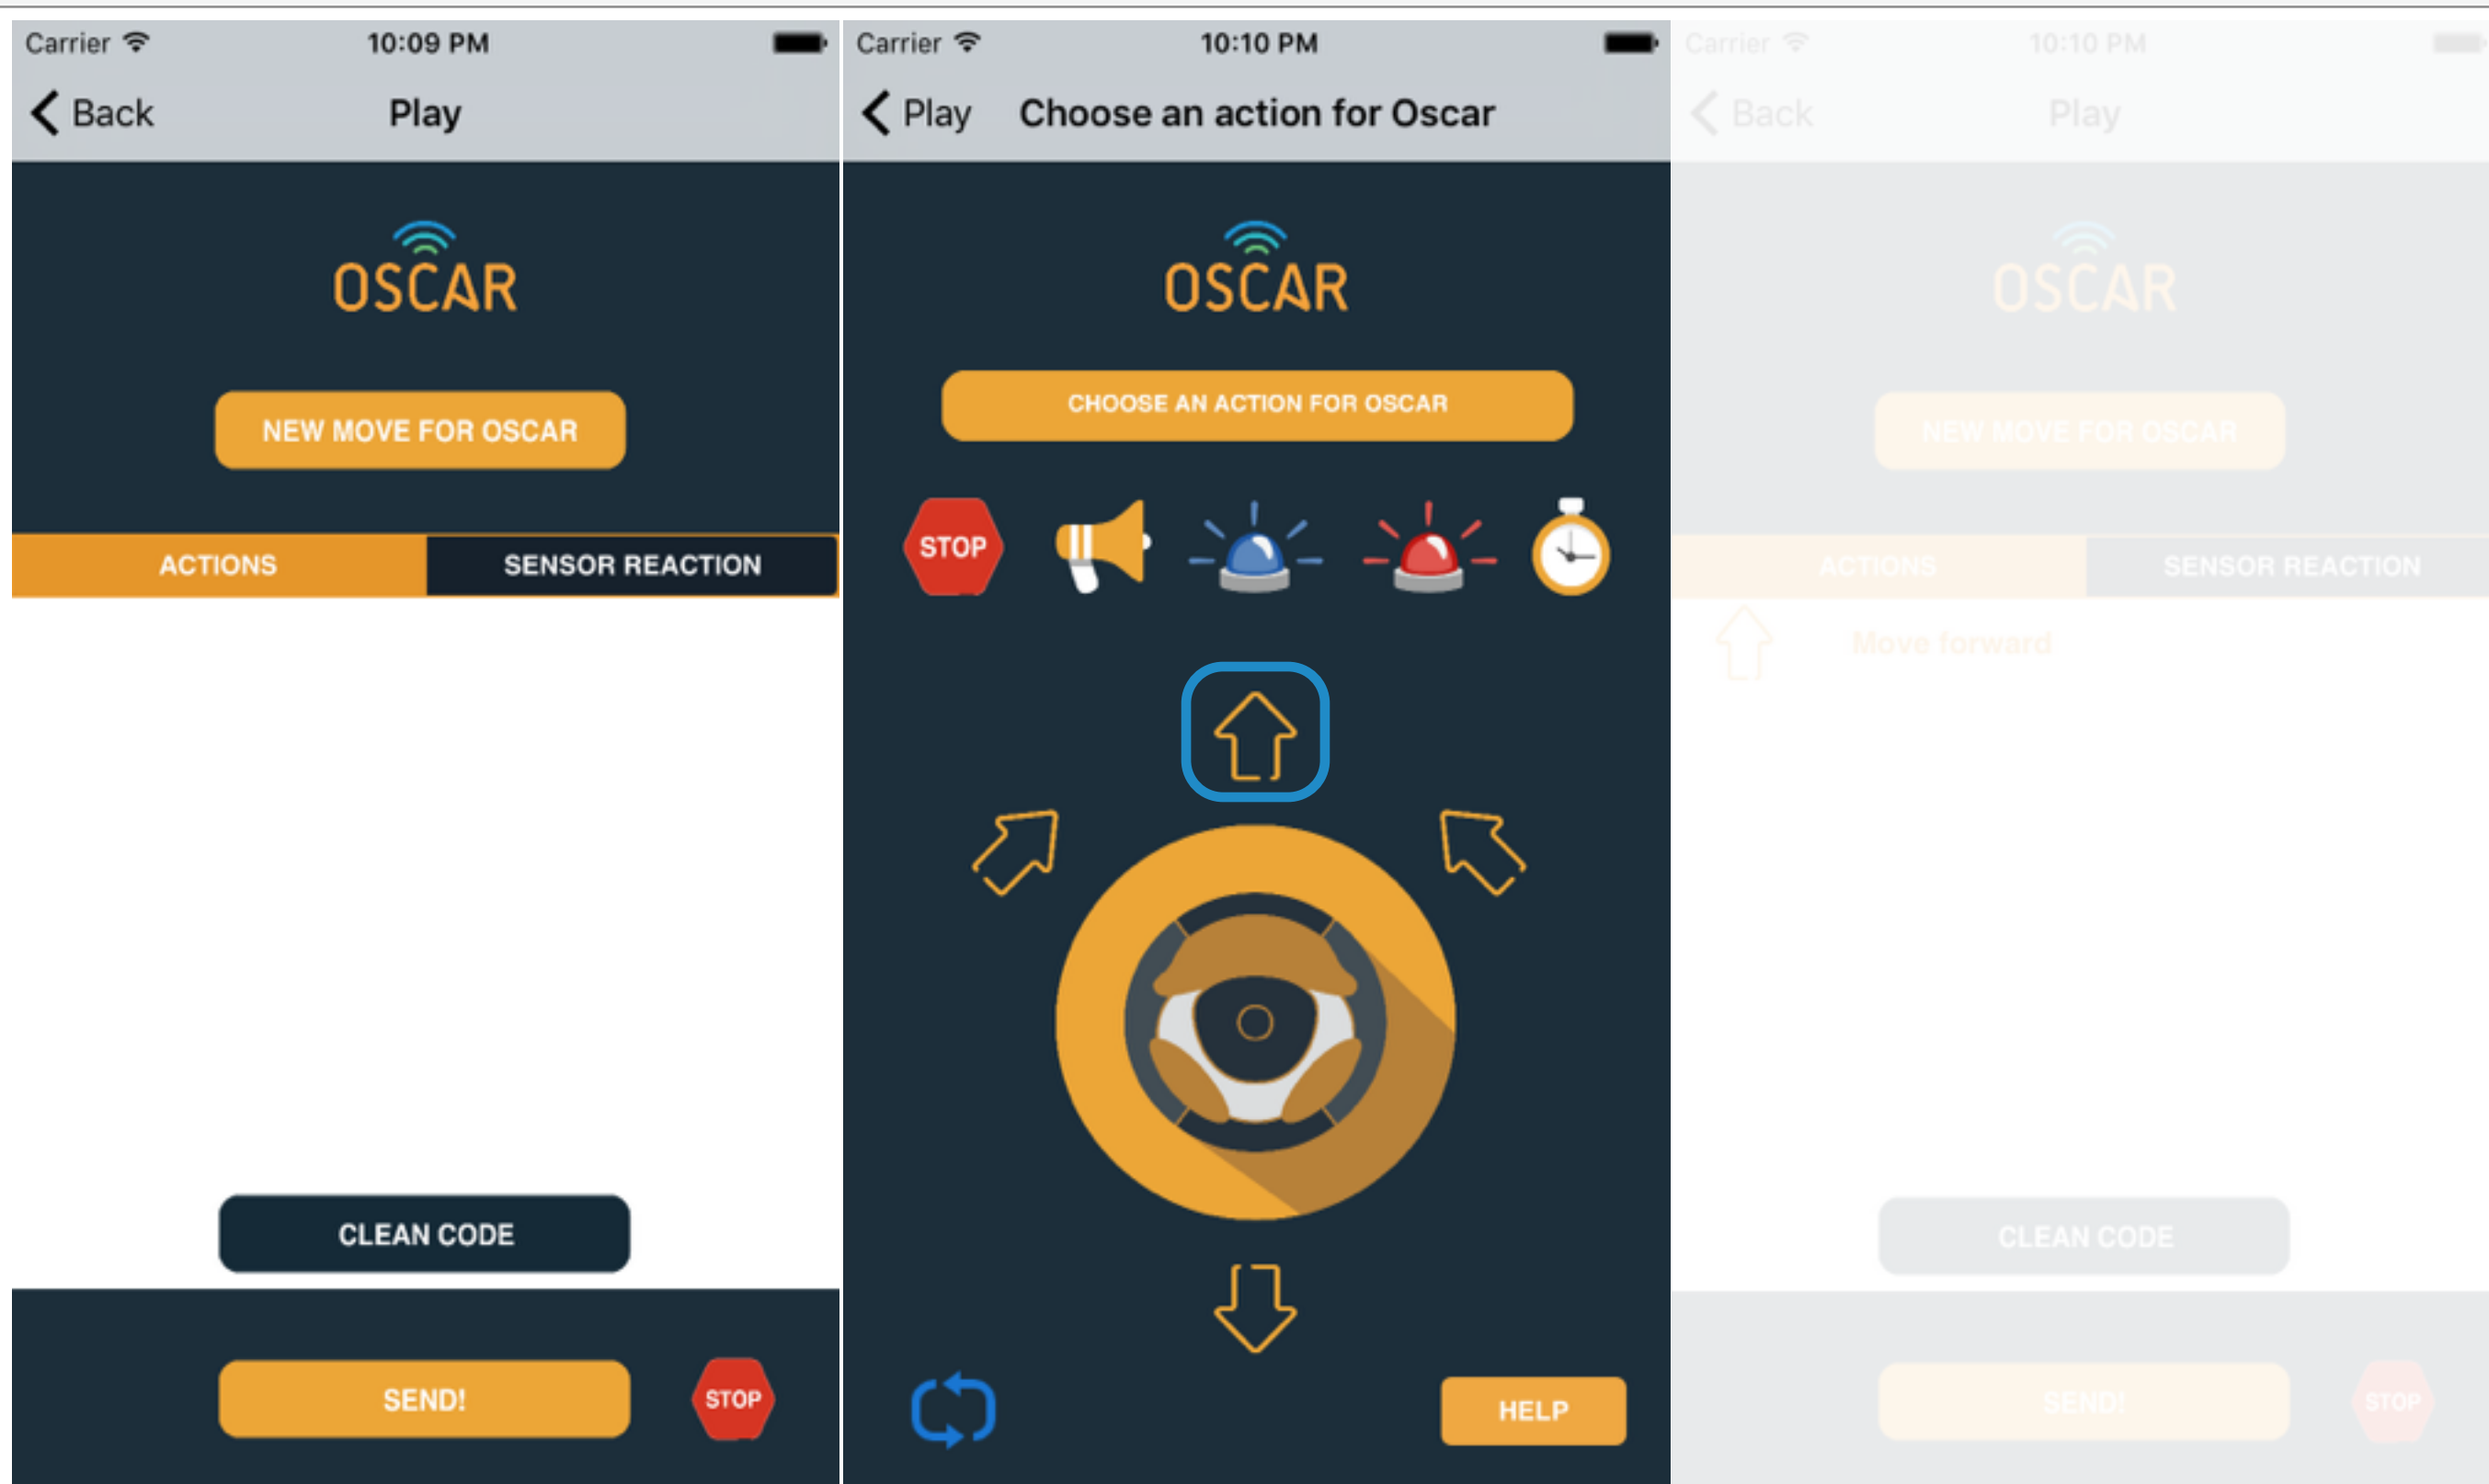 Carrier 10:09 PM
Back Play
OSCAR
NEW MOVE FOR OSCAR
ACTIONS SENSOR REACTION
CLEAN CODE
SEND! STOP
Carrier 10:10 PM
Play Choose an action for Oscar
OSCAR
CHOOSE AN ACTION FOR OSCAR
STOP
HELP
Carrier 10:10 PM
Back Play
OSCAR
NEW MOVE FOR OSCAR
ACTIONS SENSOR REACTION
Move forward
CLEAN CODE
SEND! STOP